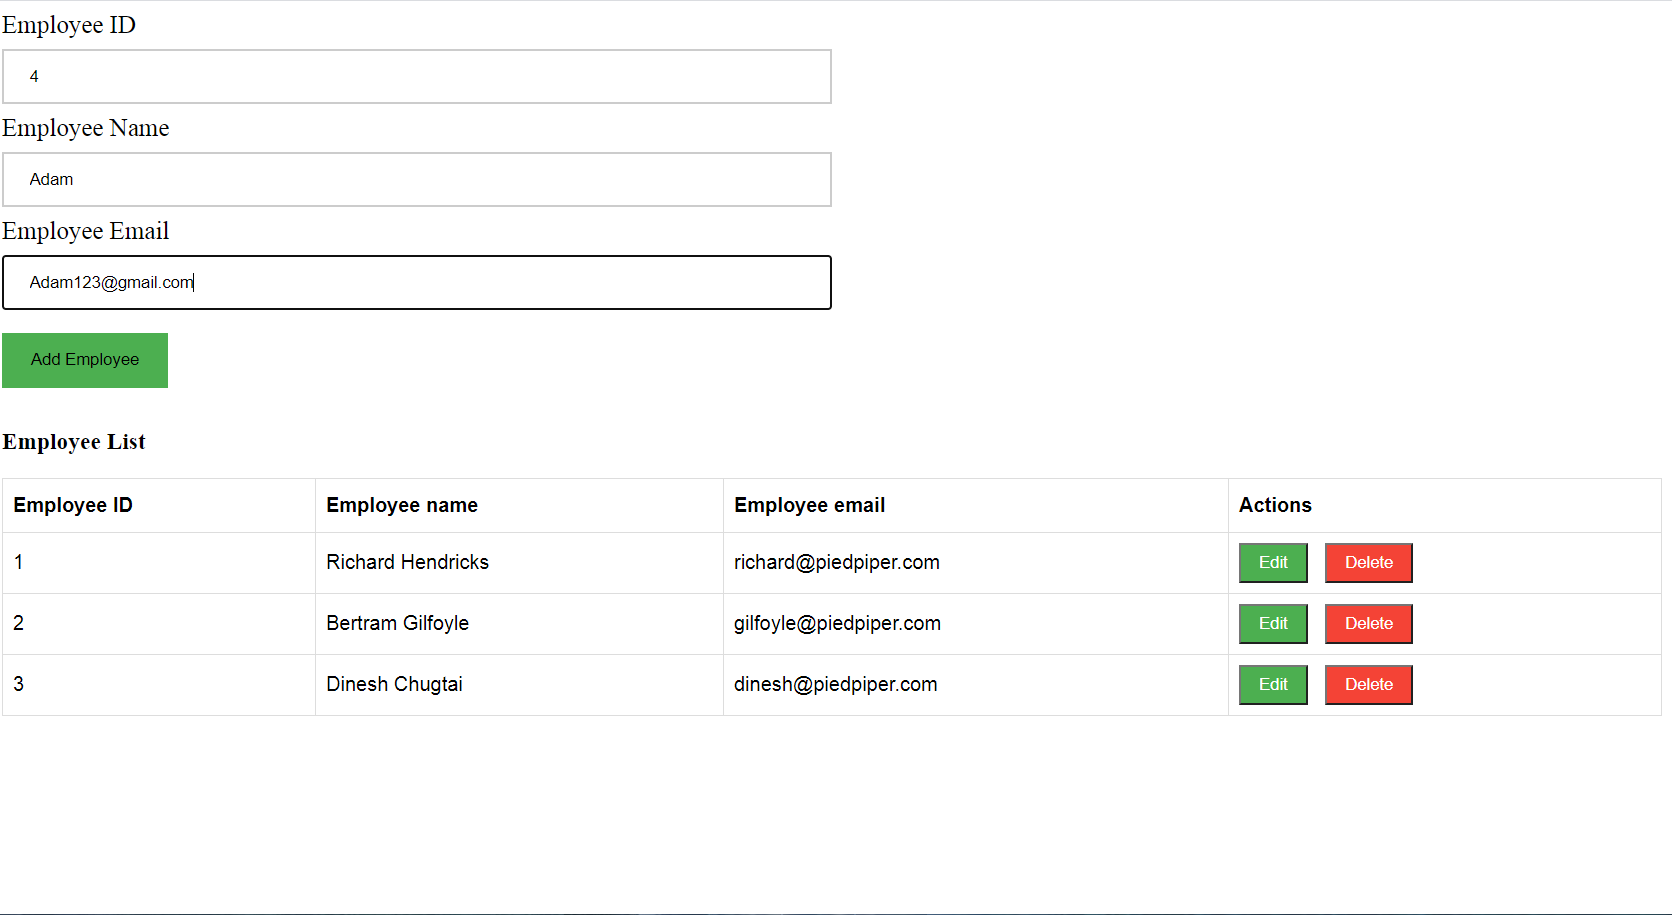 Employee ID
4
Employee Name
Adam
Employee Email
Adam123@gmail.com
Add Employee
Employee List
Employee ID Employee name Employee email Actions
1 Richard Hendricks richard@piedpiper.com Edit Delete
2 Bertram Gilfoyle gilfoyle@piedpiper.com Edit Delete
3 Dinesh Chugtai dinesh@piedpiper.com Edit Delete